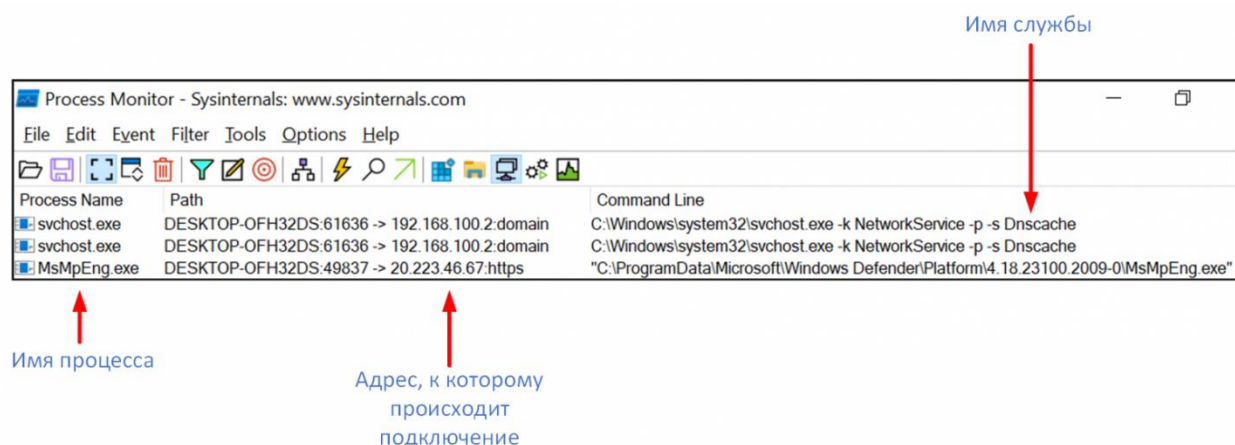 Имя службы
Process Monitor - Sysinternals: www.sysinternals.com
File Edit Event Filter Tools Options Help
Process Name Path Command Line
svchost.exe DESKTOP-OFH32DS:61636 -> 192.168.100.2:domain C:\Windows\system32\svchost.exe -k NetworkService -p -s Dnscache
svchost.exe DESKTOP-OFH32DS:61636 -> 192.168.100.2:domain C:\Windows\system32\svchost.exe -k NetworkService -p -s Dnscache
MsMpEng.exe DESKTOP-OFH32DS:49837 -> 20.223.46.67:https "C:\ProgramData\Microsoft\Windows Defender\Platform\4.18.23100.2009-0\MsMpEng.exe"
Имя процесса
Адрес, к которому
происходит
подключение